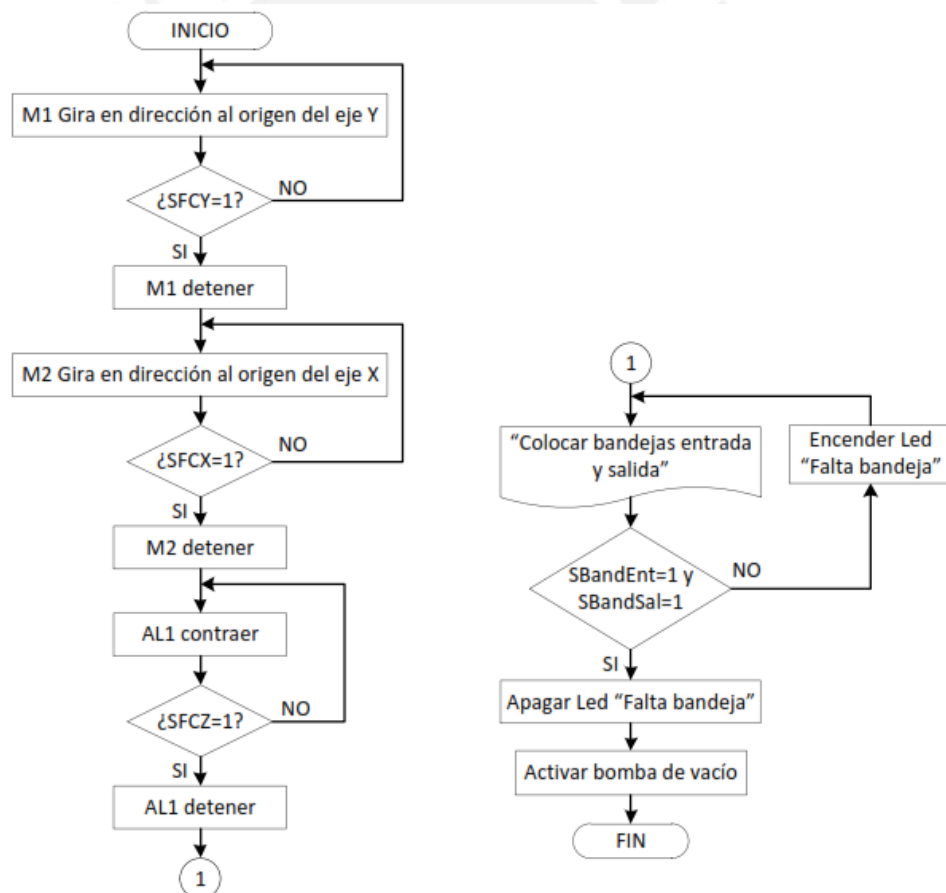 INICIO
M1 Gira en dirección al origen del eje Y
¿SFCY=1?
NO
SI
M1 detener
M2 Gira en dirección al origen del eje X
¿SFCX=1?
NO
SI
M2 detener
AL1 contraer
¿SFCZ=1?
NO
SI
AL1 detener
1
1
“Colocar bandejas entrada
y salida”
Encender Led
“Falta bandeja”
SBandEnt=1 y
SBandSal=1
NO
SI
Apagar Led “Falta bandeja”
Activar bomba de vacío
FIN